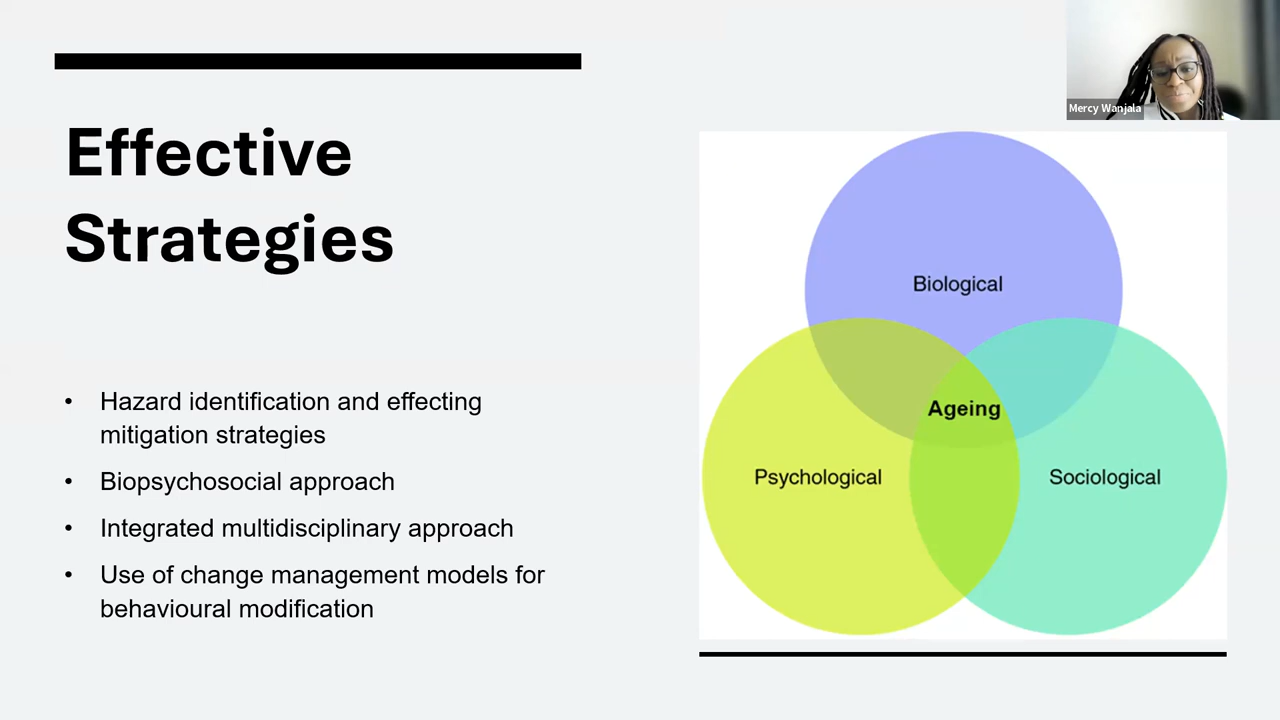 Mercy Wanjala
Effective
Strategies
• Hazard identification and effecting
mitigation strategies
• Biopsychosocial approach
• Integrated multidisciplinary approach
• Use of change management models for
behavioural modification
Biological
Ageing
Psychological
Sociological